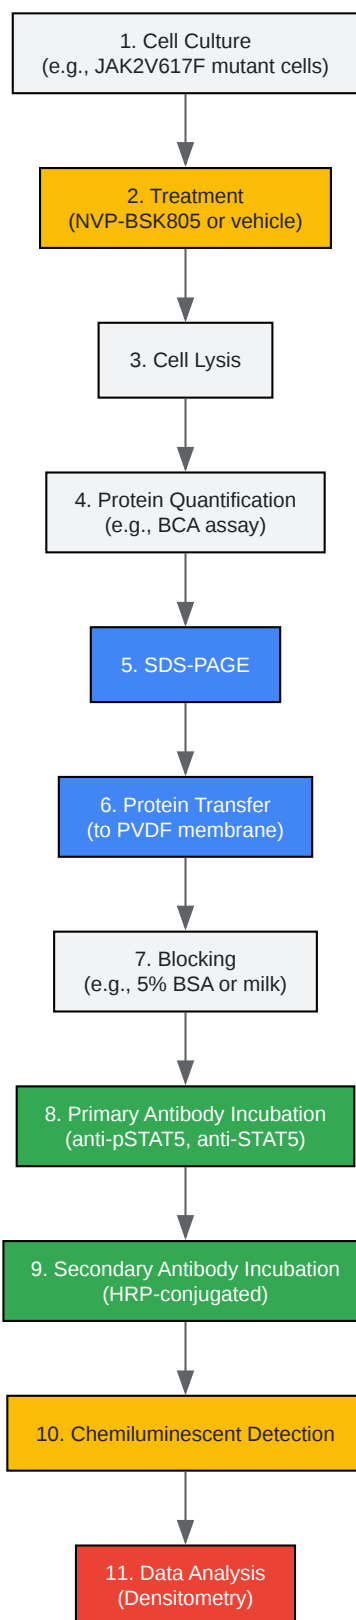 1. Cell Culture
(e.g., JAK2V617F mutant cells)
2. Treatment
(NVP-BSK805 or vehicle)
3. Cell Lysis
4. Protein Quantification
(e.g., BCA assay)
5. SDS-PAGE
6. Protein Transfer
(to PVDF membrane)
7. Blocking
(e.g., 5% BSA or milk)
8. Primary Antibody Incubation
(anti-pSTAT5, anti-STAT5)
9. Secondary Antibody Incubation
(HRP-conjugated)
10. Chemiluminescent Detection
11. Data Analysis
(Densitometry)